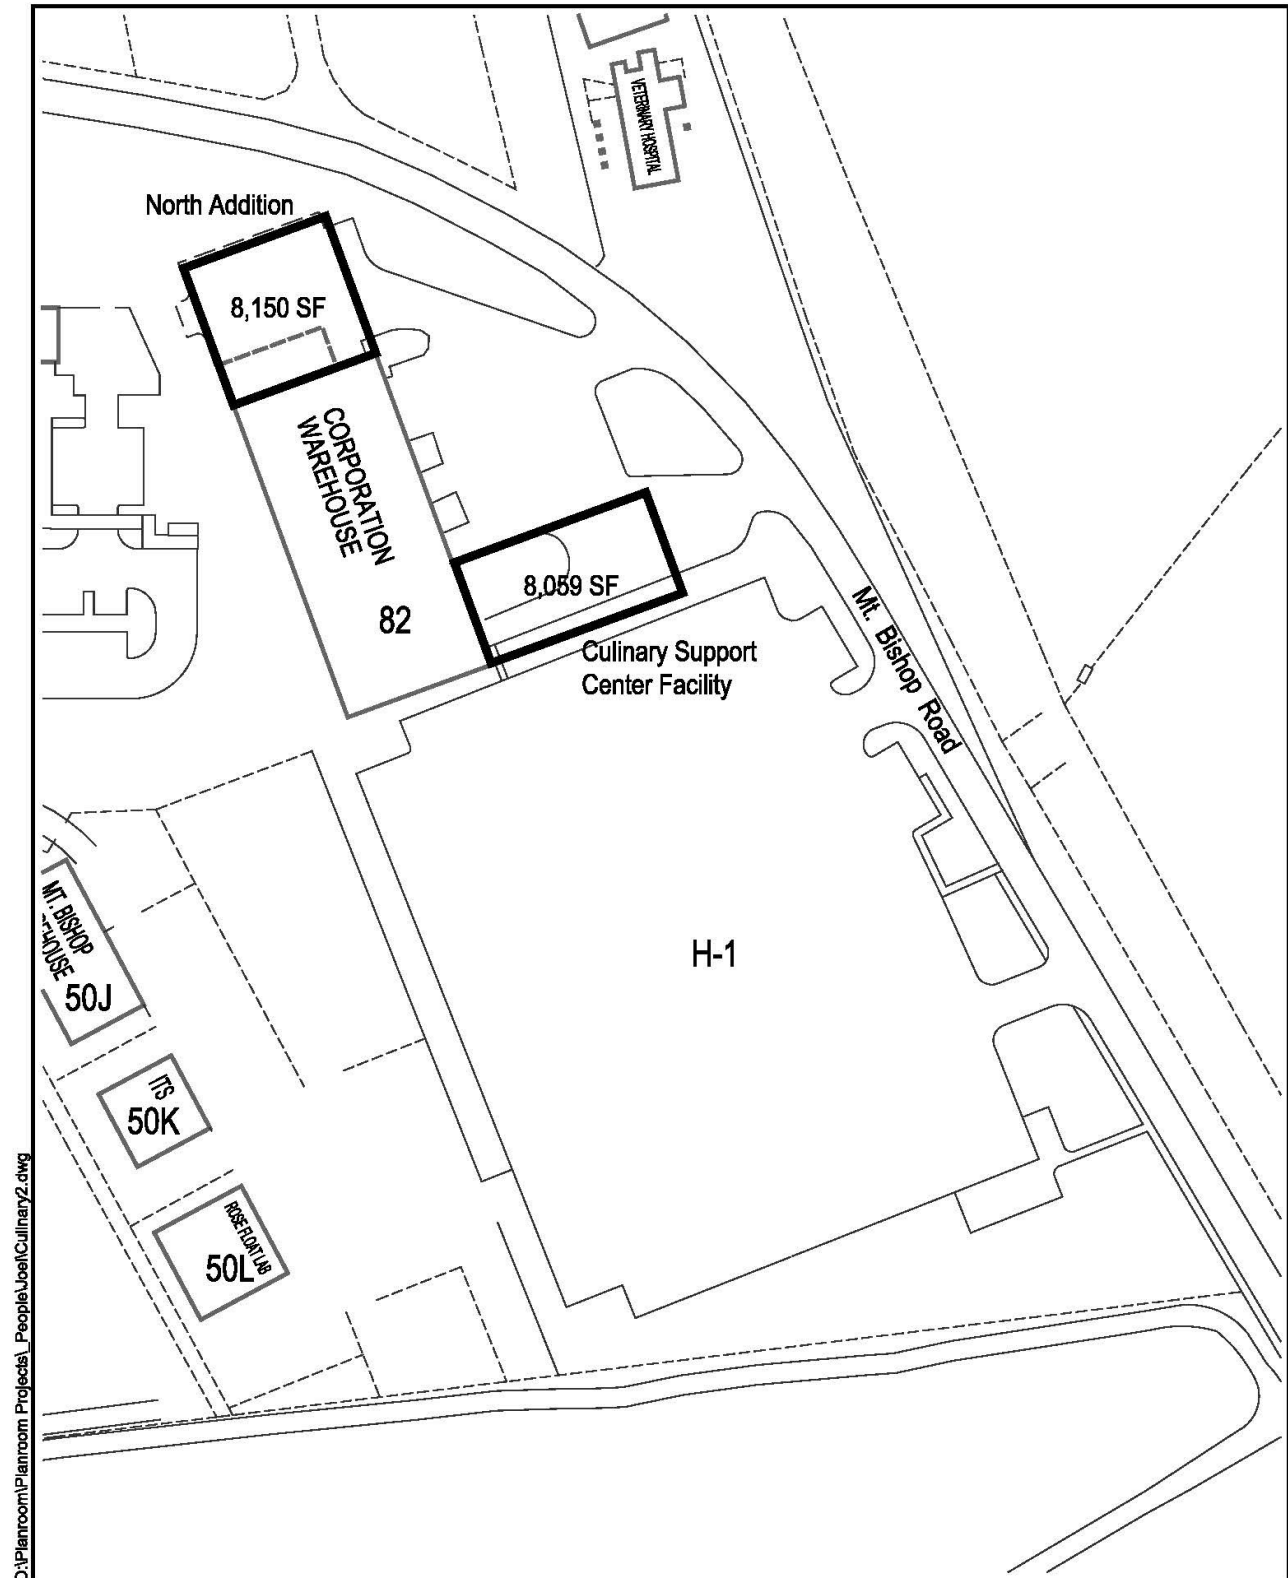 VETERINARY HOSPITAL
North Addition
8,150 SF
CORPORATION
WAREHOUSE
82
8,059 SF
Culinary Support
Center Facility
Mt. Bishop Road
H-1
MT. BISHOP
EHOUSE
50J
ITS
50K
ROSE FLOAT LAB
50L
D:\Planroom\Planroom Projects\_People\Joel\Culinary2.dwg